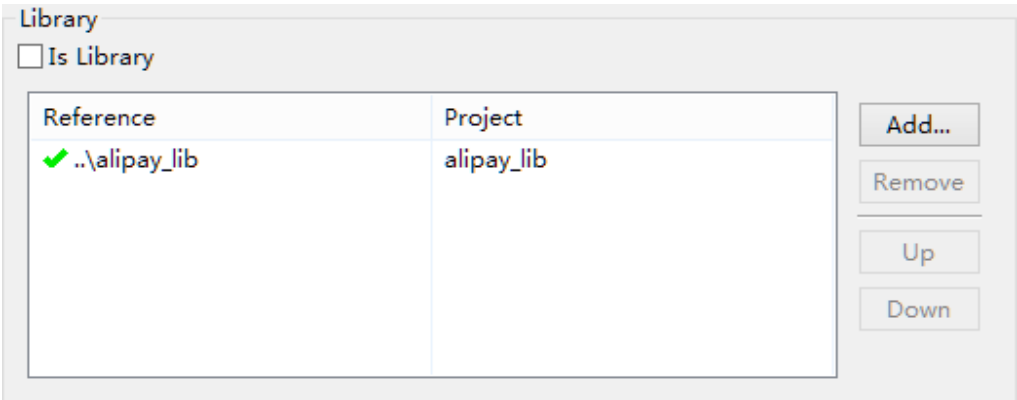 Library
Is Library
Reference Project
..\alipay_lib alipay_lib
Add...
Remove
Up
Down